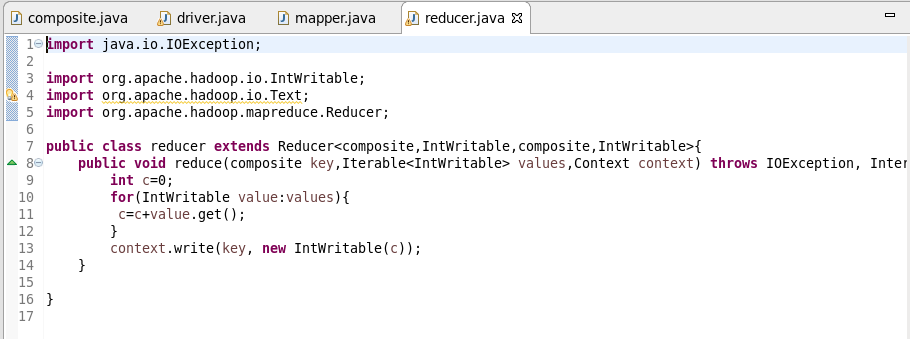 composite.java driver.java mapper.java reducer.java
1 import java.io.IOException;
2
3 import org.apache.hadoop.io.IntWritable;
4 import org.apache.hadoop.io.Text;
5 import org.apache.hadoop.mapreduce.Reducer;
6
7 public class reducer extends Reducer<composite,IntWritable,composite,IntWritable>{
8 public void reduce(composite key,Iterable<IntWritable> values,Context context) throws IOException, Inter
9 int c=0;
10 for(IntWritable value:values){
11 c=c+value.get();
12 }
13 context.write(key, new IntWritable(c));
14 }
15
16 }
17